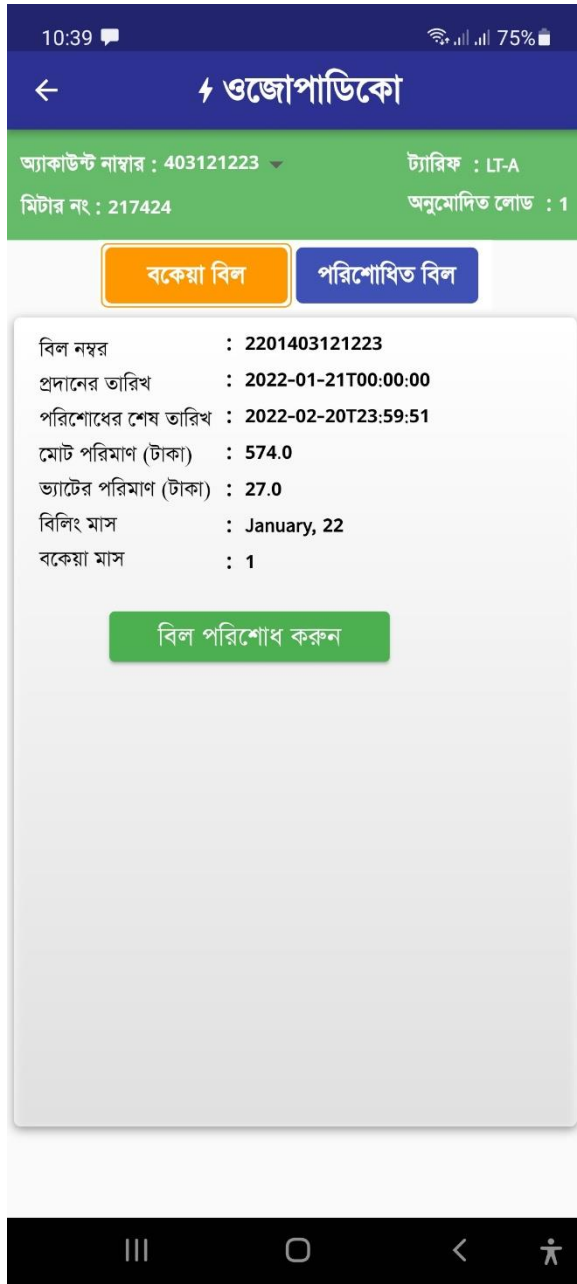 10:39 75%
ওজোপাডিকো
অ্যাকাউন্ট নাম্বার : 403121223 ট্যারিফ : LT-A
মিটার নং : 217424 অনুমোদিত লোড : 1
বকেয়া বিল পরিশোধিত বিল
বিল নম্বর : 2201403121223
প্রদানের তারিখ : 2022-01-21T00:00:00
পরিশোধের শেষ তারিখ : 2022-02-20T23:59:51
মোট পরিমাণ (টাকা) : 574.0
ভ্যাটের পরিমাণ (টাকা) : 27.0
বিলিং মাস : January, 22
বকেয়া মাস : 1
বিল পরিশোধ করুন